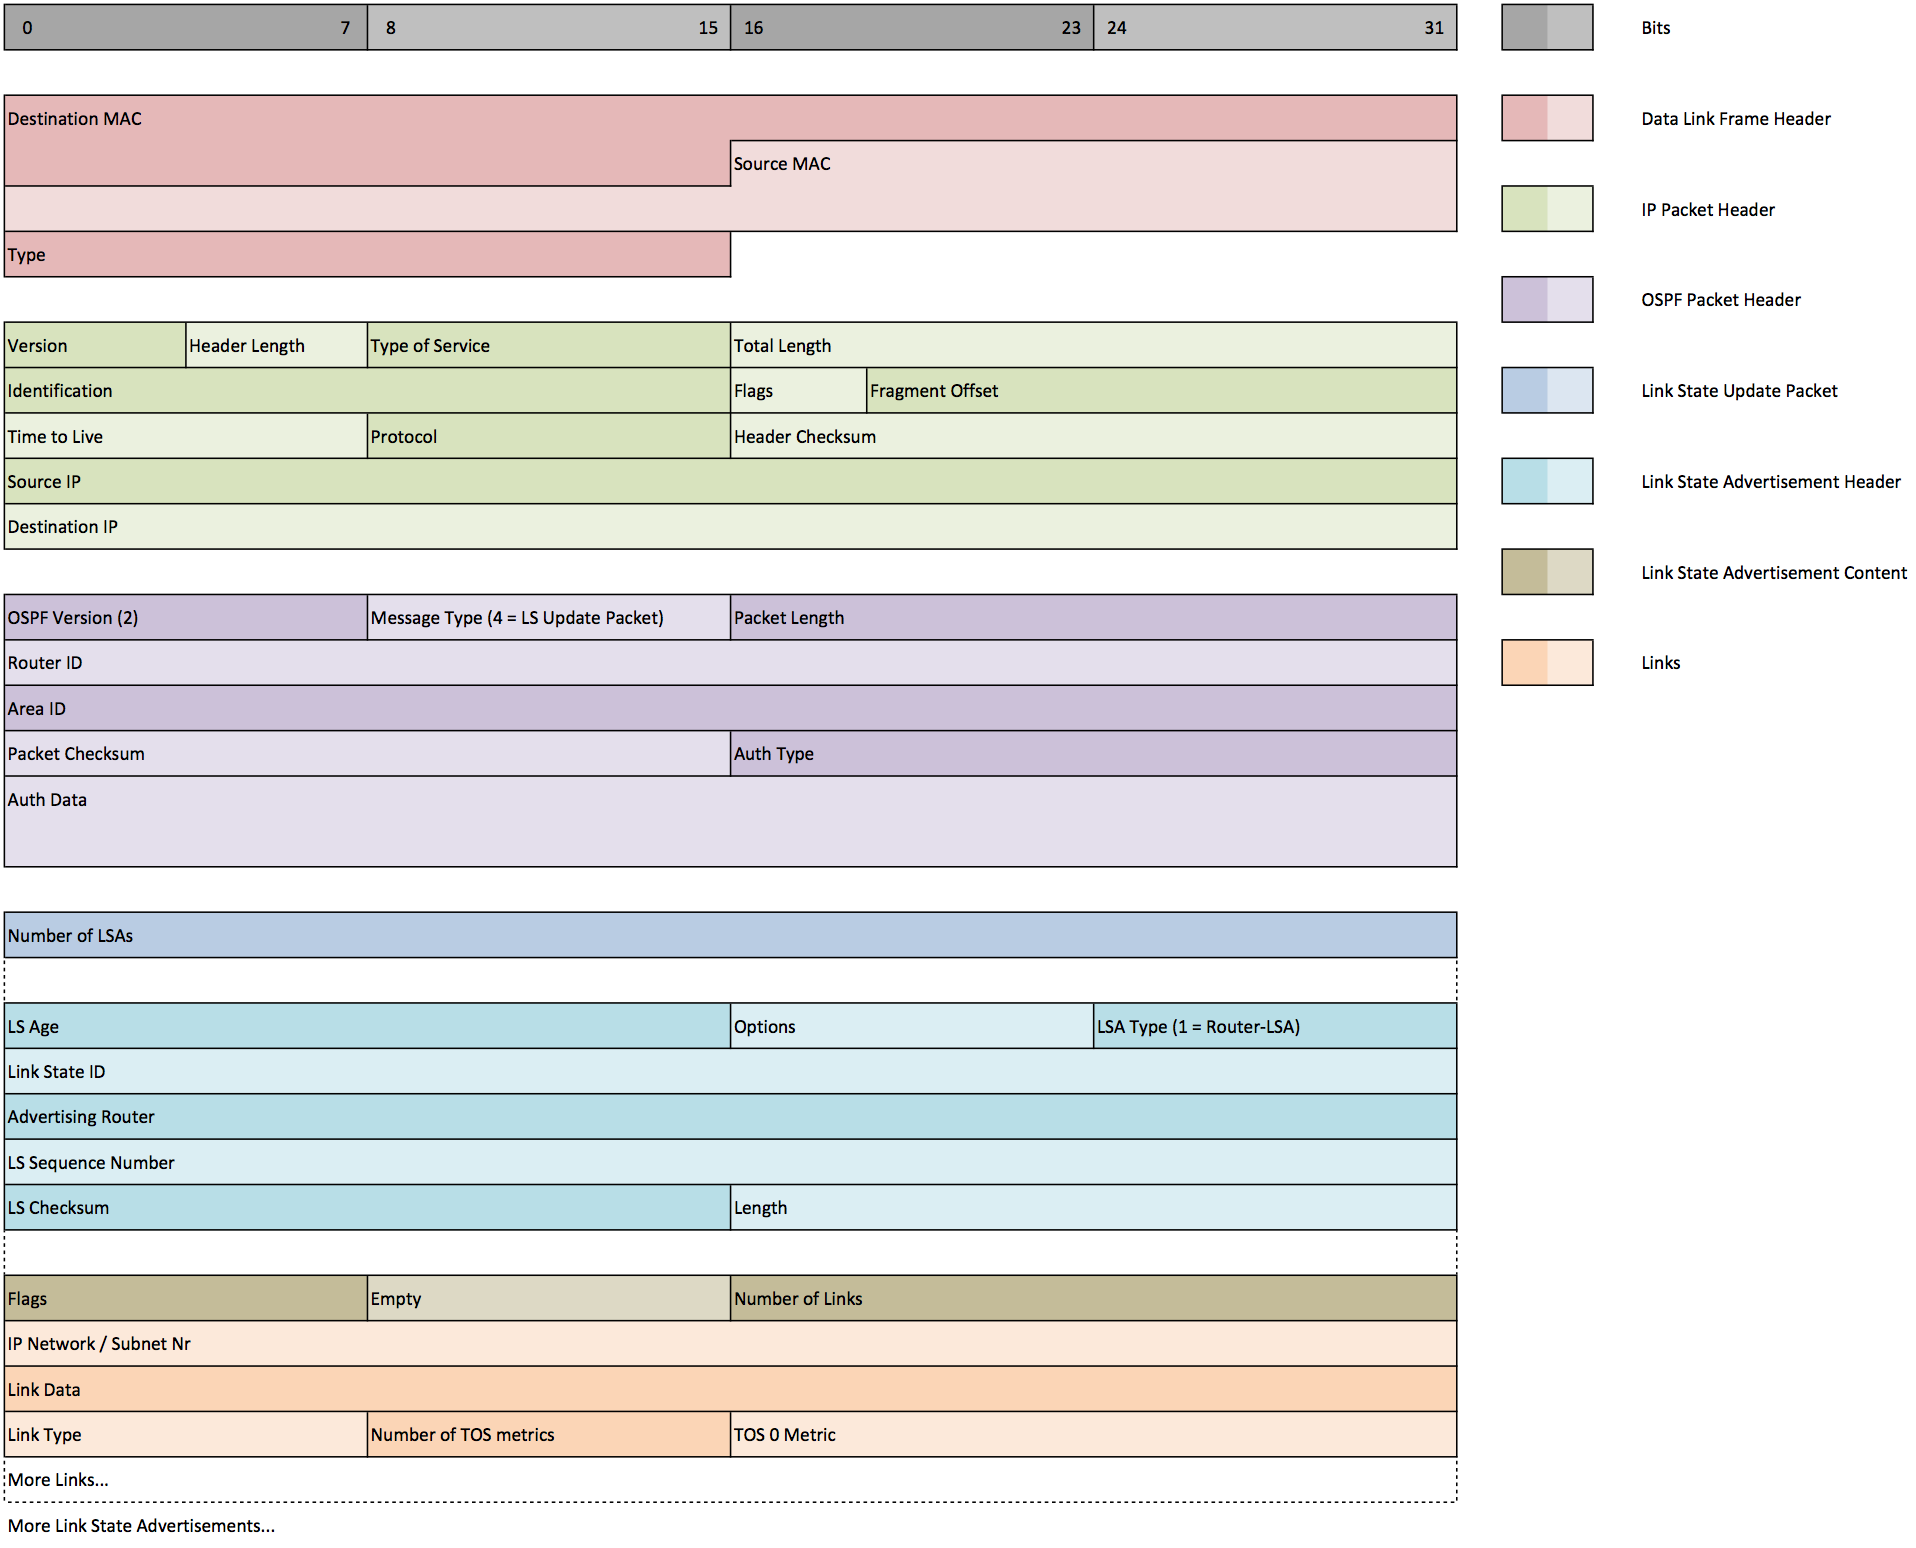 0 7 8 15 16 23 24 31 Bits
Destination MAC Data Link Frame Header
Source MAC
IP Packet Header
Type
OSPF Packet Header
Version Header Length Type of Service Total Length
Identification Flags Fragment Offset Link State Update Packet
Time to Live Protocol Header Checksum
Source IP Link State Advertisement Header
Destination IP
Link State Advertisement Content
OSPF Version (2) Message Type (4 = LS Update Packet) Packet Length
Router ID Links
Area ID
Packet Checksum Auth Type
Auth Data
Number of LSAs
LS Age Options LSA Type (1 = Router-LSA)
Link State ID
Advertising Router
LS Sequence Number
LS Checksum Length
Flags Empty Number of Links
IP Network / Subnet Nr
Link Data
Link Type Number of TOS metrics TOS 0 Metric
More Links...
More Link State Advertisements...